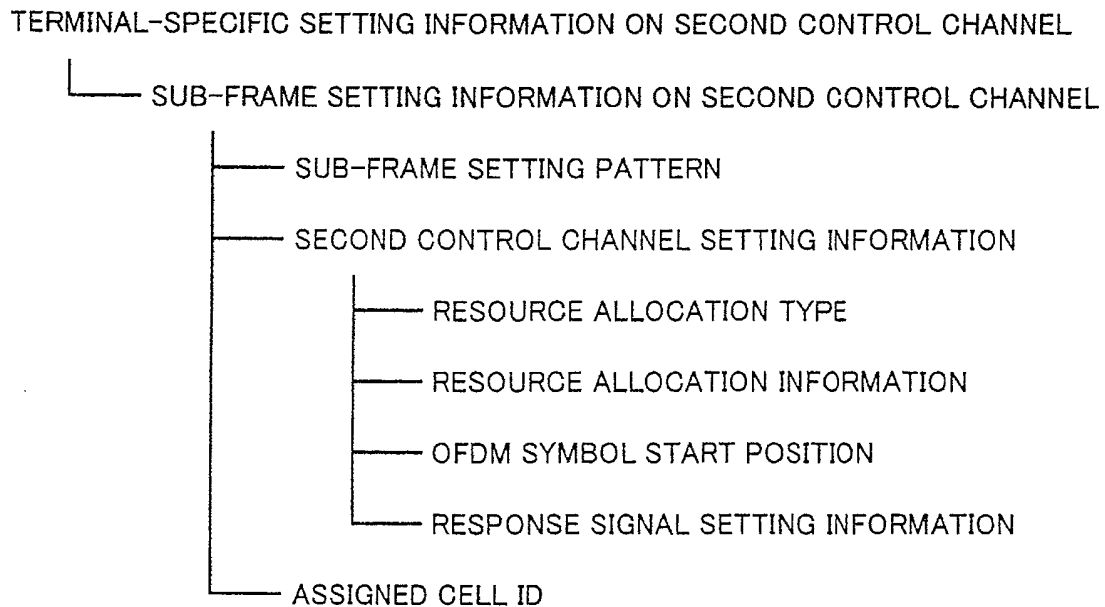 TERMINAL-SPECIFIC SETTING INFORMATION ON SECOND CONTROL CHANNEL
SUB-FRAME SETTING INFORMATION ON SECOND CONTROL CHANNEL
SUB-FRAME SETTING PATTERN
SECOND CONTROL CHANNEL SETTING INFORMATION
RESOURCE ALLOCATION TYPE
RESOURCE ALLOCATION INFORMATION
OFDM SYMBOL START POSITION
RESPONSE SIGNAL SETTING INFORMATION
ASSIGNED CELL ID